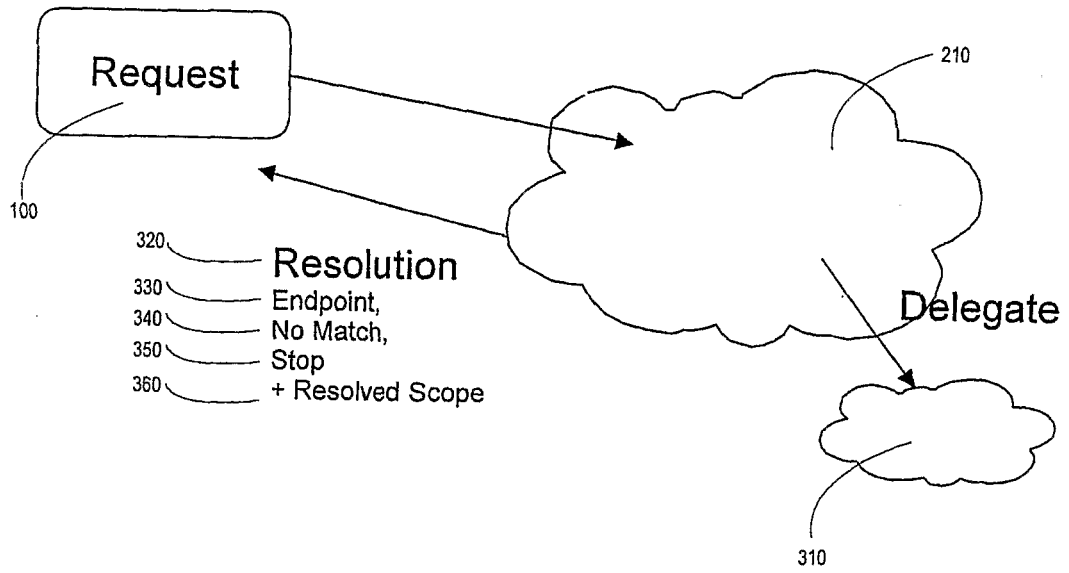 Request
210
100
320
Resolution
330
Endpoint,
340
No Match,
350
Stop
360
+ Resolved Scope
Delegate
310